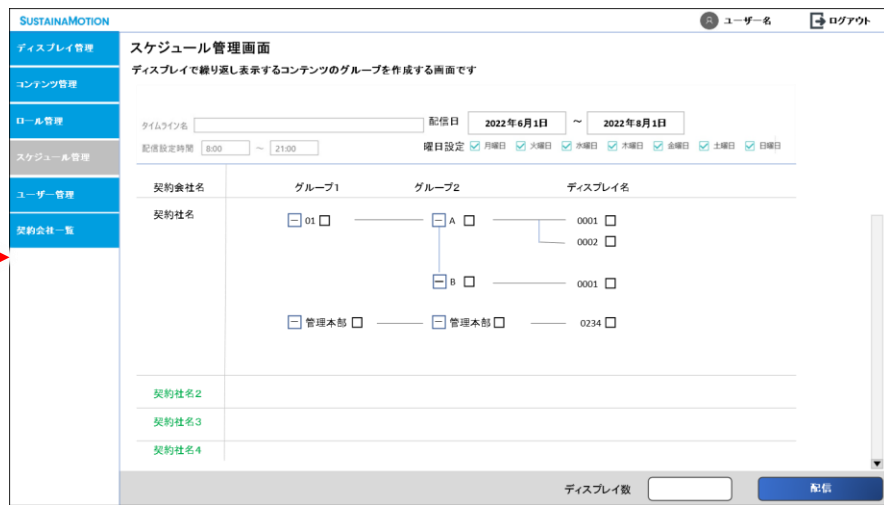 SUSTAINAMOTION
ユーザー名
ログアウト
ディスプレイ管理
コンテンツ管理
ロール管理
スケジュール管理
ユーザー管理
契約会社一覧
スケジュール管理画面
ディスプレイで繰り返し表示するコンテンツのグループを作成する画面です
タイムライン名
配信日 2022年6月1日 ～ 2022年8月1日
配信設定時間 8:00 ～ 21:00
曜日設定 月曜日 火曜日 水曜日 木曜日 金曜日 土曜日 日曜日
契約会社名 グループ1 グループ2 ディスプレイ名
契約社名 01 A 0001
0002
B 0001
管理本部 管理本部 0234
契約社名2
契約社名3
契約社名4
ディスプレイ数 配信